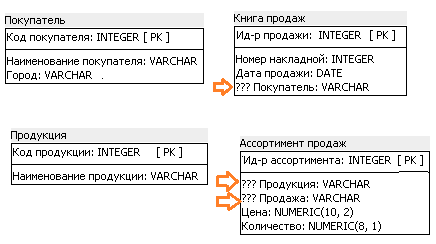 Покупатель
Код покупателя: INTEGER [ PK ]
Наименование покупателя: VARCHAR
Город: VARCHAR .
Книга продаж
Ид-р продажи: INTEGER [ PK ]
Номер накладной: INTEGER
Дата продажи: DATE
??? Покупатель: VARCHAR
Продукция
Код продукции: INTEGER [ PK ]
Наименование продукции: VARCHAR
Ассортимент продаж
Ид-р ассортимента: INTEGER [ PK ]
??? Продукция: VARCHAR
??? Продажа: VARCHAR
Цена: NUMERIC(10, 2)
Количество: NUMERIC(8, 1)